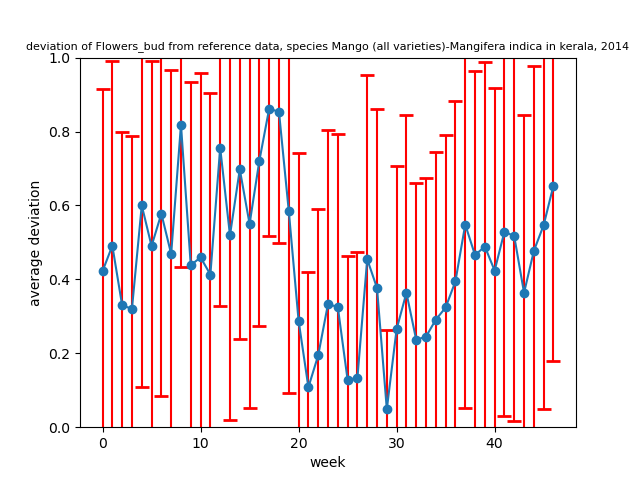 deviation of Flowers_bud from reference data, species Mango (all varieties)-Mangifera indica in kerala, 2014
1.0
0.8
0.6
0.4
0.2
0.0
average deviation
0 10 20 30 40
week